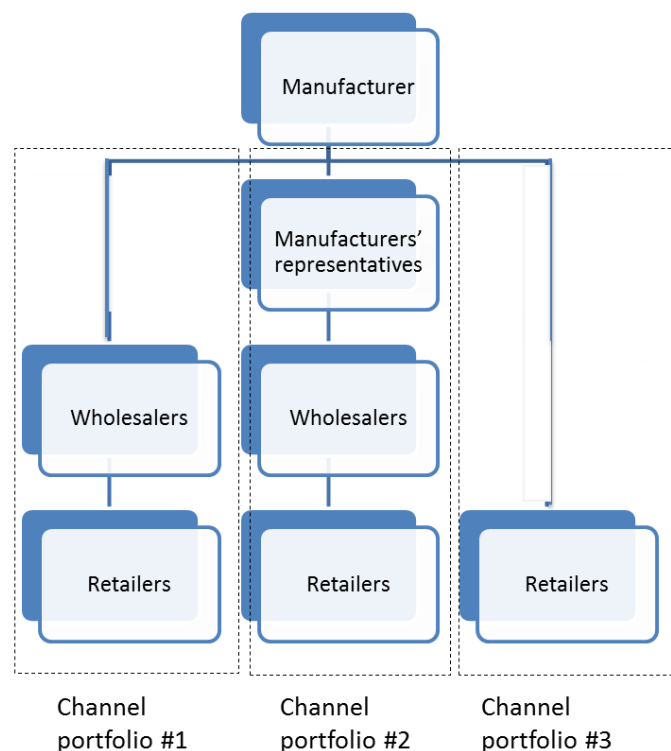 Manufacturer
Manufacturers’
representatives
Wholesalers
Wholesalers
Retailers
Retailers
Retailers
Channel
portfolio #1
Channel
portfolio #2
Channel
portfolio #3